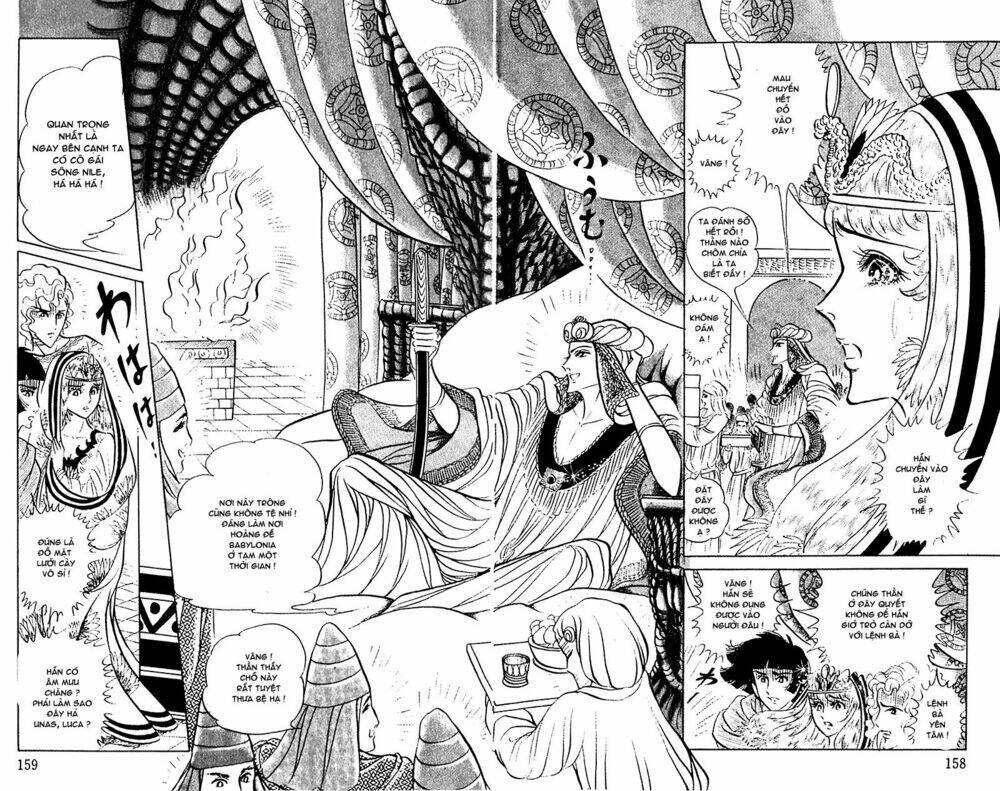 MAU
CHUYỂN
HẾT
ĐỒ
VÀO
ĐÂY !
VÂNG !
TA ĐÁNH SỐ
HẾT RỒI !
THẰNG NÀO
CHÔM CHỈA
LÀ TA
BIẾT ĐẤY !
KHÔNG
DÁM
Ạ !
HẮN
CHUYỂN VÀO
ĐÂY
LÀM
GÌ
THẾ ?
ĐẶT ĐÂY
ĐƯỢC
KHÔNG
Ạ ?
CHÚNG THẦN
Ở ĐÂY QUYẾT
KHÔNG ĐỂ HẮN
GIỞ TRÒ CÀN DỠ
VỚI LỆNH BÀ !
VÂNG !
HẮN SẼ
KHÔNG ĐỤNG
ĐƯỢC VÀO
NGƯỜI ĐÂU !
LỆNH
BÀ
YÊN
TÂM !
158
ふうむ……
NƠI NÀY TRÔNG
CŨNG KHÔNG TỆ NHỈ !
ĐÁNG LÀM NƠI
HOÀNG ĐẾ
BABYLONIA
Ở TẠM MỘT
THỜI GIAN !
VÂNG !
THẦN THẤY
CHỖ NÀY
RẤT TUYỆT
THƯA BỆ HẠ !
QUAN TRỌNG
NHẤT LÀ
NGAY BÊN CẠNH TA
CÓ CÔ GÁI
SÔNG NILE,
HÁ HÁ HÁ !
わはは!
ĐÚNG LÀ
ĐỒ MẶT
LƯỠI CÀY
VÔ SỈ !
HẮN CÓ
ÂM MƯU
CHĂNG ?
PHẢI LÀM SAO
ĐÂY HẢ
UNAS, LUCA ?
159